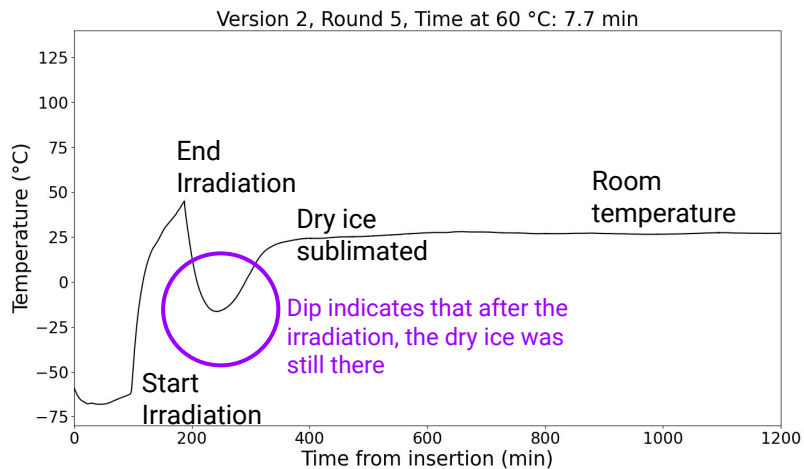 Version 2, Round 5, Time at 60 °C: 7.7 min
125
100
75
50
25
0
−25
−50
−75
Temperature (°C)
End
Irradiation
Dry ice
sublimated
Room
temperature
Dip indicates that after the
irradiation, the dry ice was
still there
Start
Irradiation
0
200
400
600
800
1000
1200
Time from insertion (min)